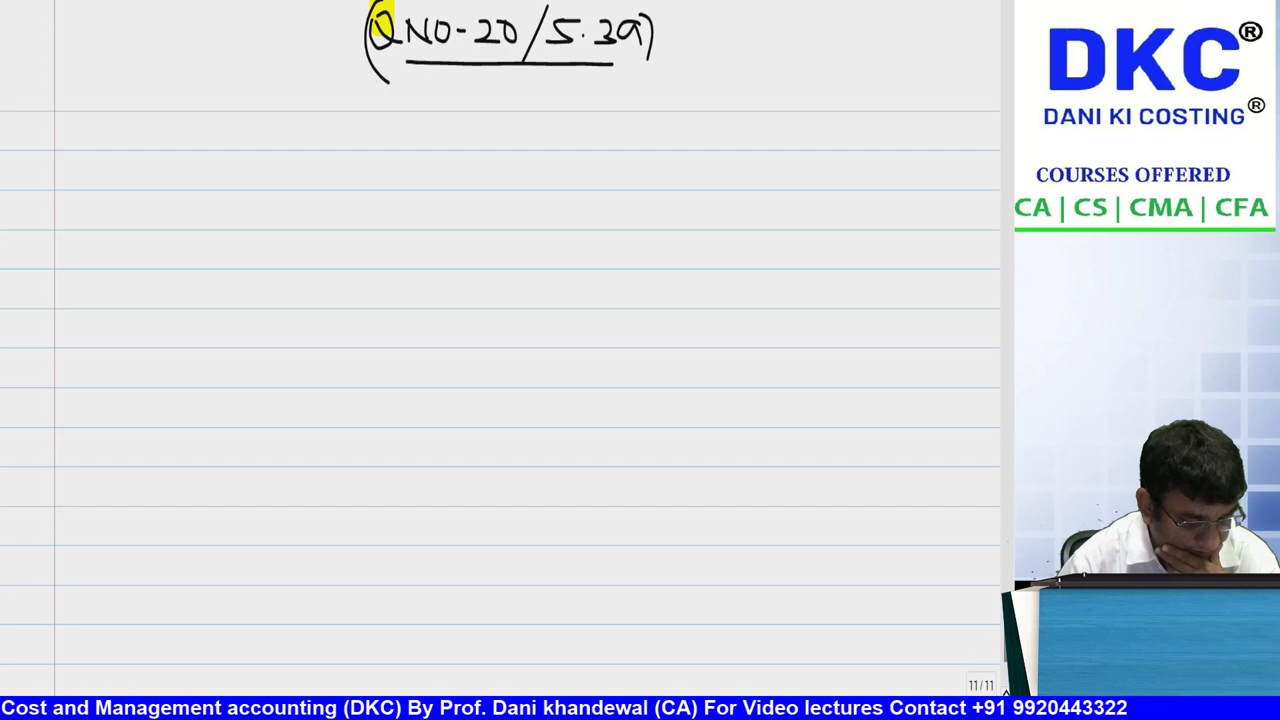 (Q NO - 20 / 5.39)
DKC®
DANI KI COSTING®
COURSES OFFERED
CA | CS | CMA | CFA
11/11
Cost and Management accounting (DKC) By Prof. Dani khandewal (CA) For Video lectures Contact +91 9920443322